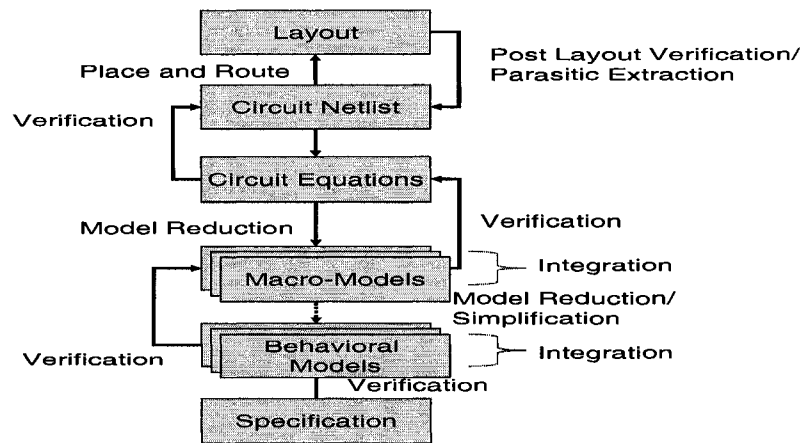 Layout
Place and Route
Post Layout Verification/
Parasitic Extraction
Circuit Netlist
Verification
Circuit Equations
Model Reduction
Verification
Macro-Models
Integration
Model Reduction/
Simplification
Behavioral
Models
Integration
Verification
Verification
Specification